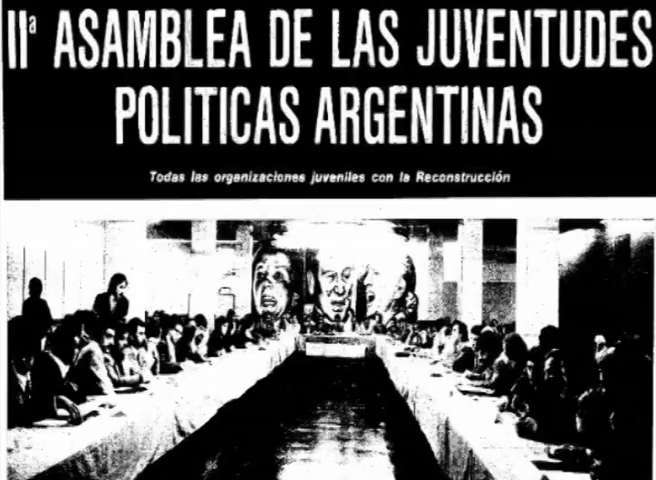 IIª ASAMBLEA DE LAS JUVENTUDES
POLITICAS ARGENTINAS
Todas las organizaciones juveniles con la Reconstrucción